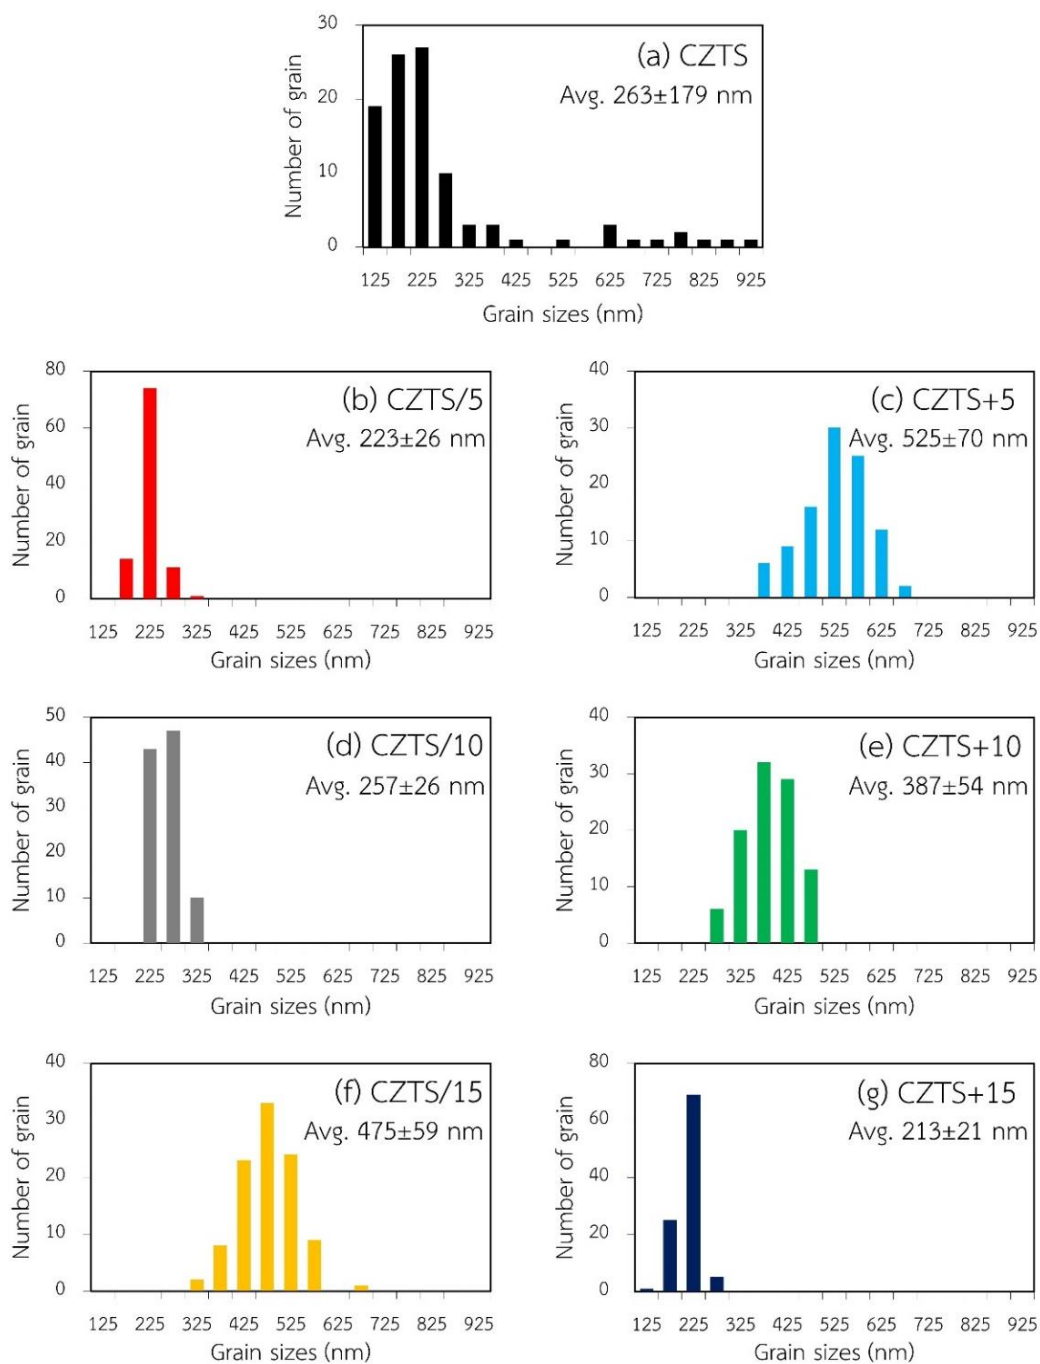 (a) CZTS
Avg. 263±179 nm
Number of grain
30
20
10
0
125 225 325 425 525 625 725 825 925
Grain sizes (nm)
(b) CZTS/5
Avg. 223±26 nm
Number of grain
80
60
40
20
0
125 225 325 425 525 625 725 825 925
Grain sizes (nm)
(c) CZTS+5
Avg. 525±70 nm
Number of grain
40
30
20
10
0
125 225 325 425 525 625 725 825 925
Grain sizes (nm)
(d) CZTS/10
Avg. 257±26 nm
Number of grain
50
40
30
20
10
0
125 225 325 425 525 625 725 825 925
Grain sizes (nm)
(e) CZTS+10
Avg. 387±54 nm
Number of grain
40
30
20
10
0
125 225 325 425 525 625 725 825 925
Grain sizes (nm)
(f) CZTS/15
Avg. 475±59 nm
Number of grain
40
30
20
10
0
125 225 325 425 525 625 725 825 925
Grain sizes (nm)
(g) CZTS+15
Avg. 213±21 nm
Number of grain
80
60
40
20
0
125 225 325 425 525 625 725 825 925
Grain sizes (nm)